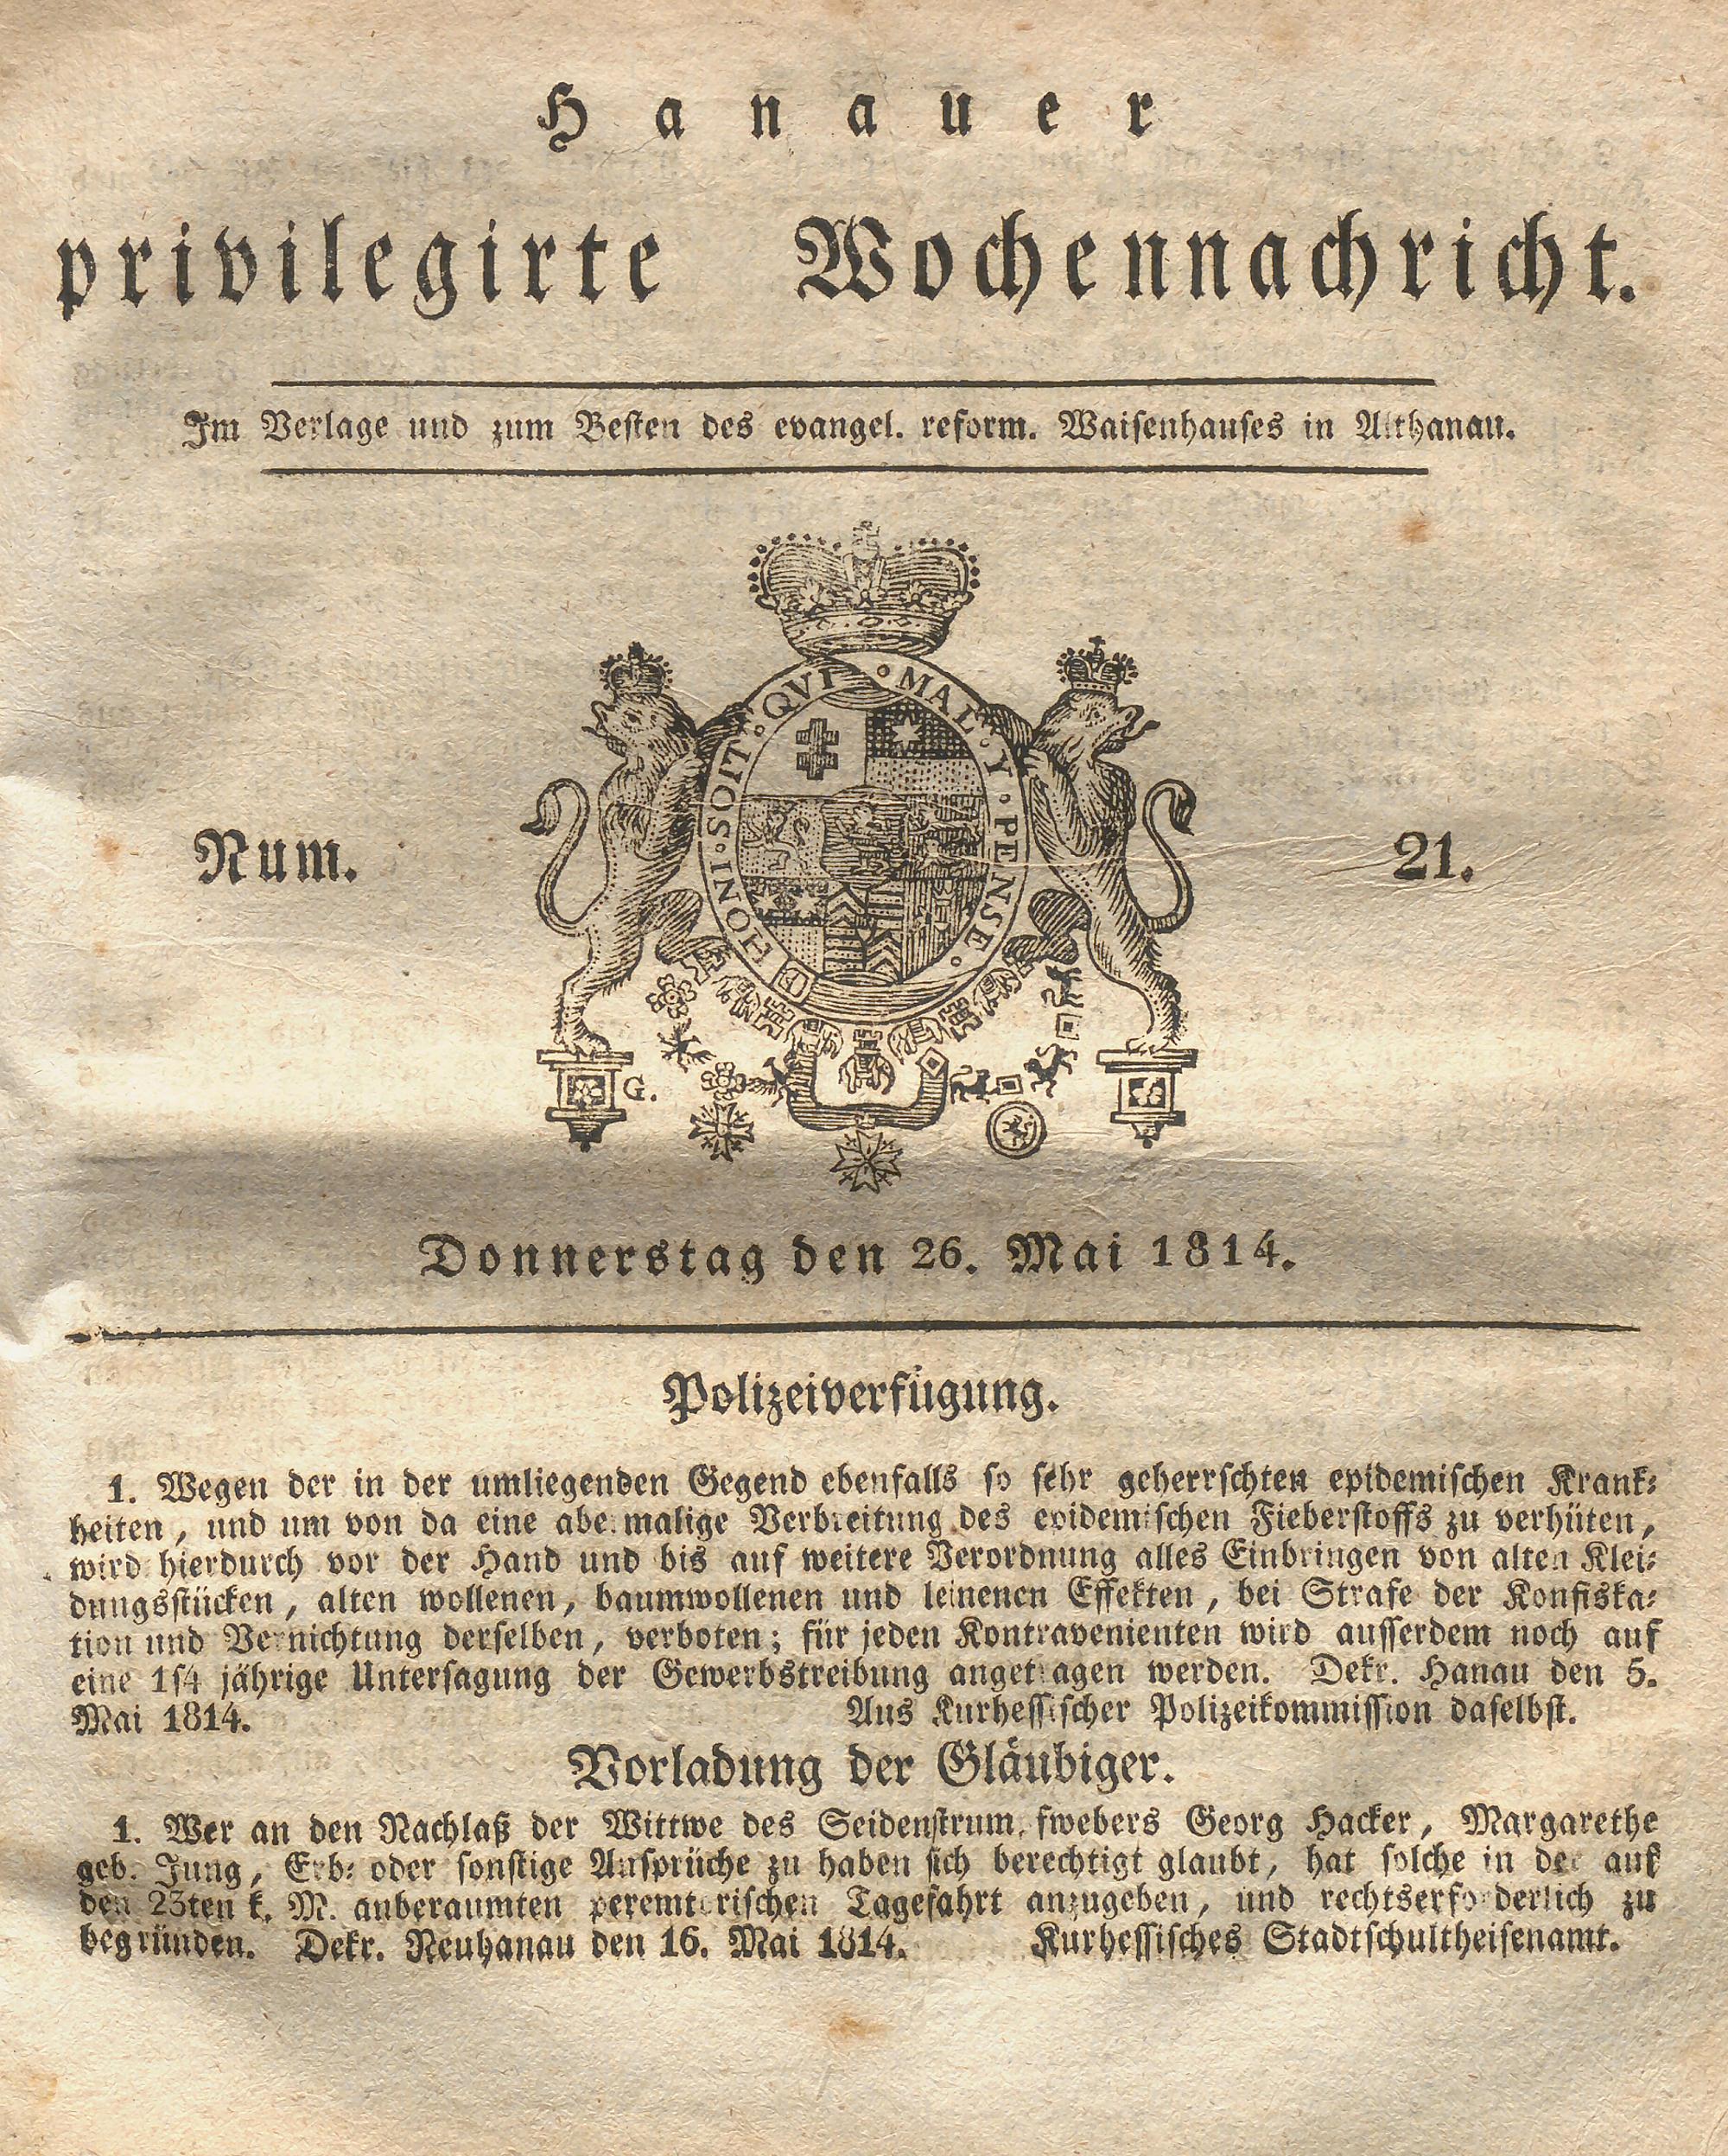 Hanauer
privilegirte Wochennachricht.
Im Verlage und zum Besten des evangel. reform. Waisenhauses in Althanau.
HONI · SOIT · QVI · MAL · Y · PENSE ·
Num. 21.
G.
Donnerstag den 26. Mai 1814.
Polizeiverfügung.
1. Wegen der in der umliegenden Gegend ebenfalls so sehr geherrschten epidemischen Krank-
heiten, und um von da eine abermalige Verbreitung des epidemischen Fieberstoffs zu verhüten,
wird hierdurch vor der Hand und bis auf weitere Verordnung alles Einbringen von alten Klei-
dungsstücken, alten wollenen, baumwollenen und leinenen Effekten, bei Strafe der Konfiska-
tion und Vernichtung derselben, verboten; für jeden Kontravenienten wird ausserdem noch auf
eine 1s4 jährige Untersagung der Gewerbstreibung angetragen werden. Dekr. Hanau den 5.
Mai 1814. Aus Kurhessischer Polizeikommission daselbst.
Vorladung der Gläubiger.
1. Wer an den Nachlaß der Wittwe des Georg Hacker, Margarethe
geb. Jung, Erb- oder sonstige Ansprüche zu haben sich berechtigt glaubt, hat solche in der auf
den 23ten k. M. anberaumten peremtorischen Tagefahrt anzugeben, und rechtserforderlich zu
begründen. Dekr. Neuhanau den 16. Mai 1814. Kurhessisches Stadtschultheisenamt.